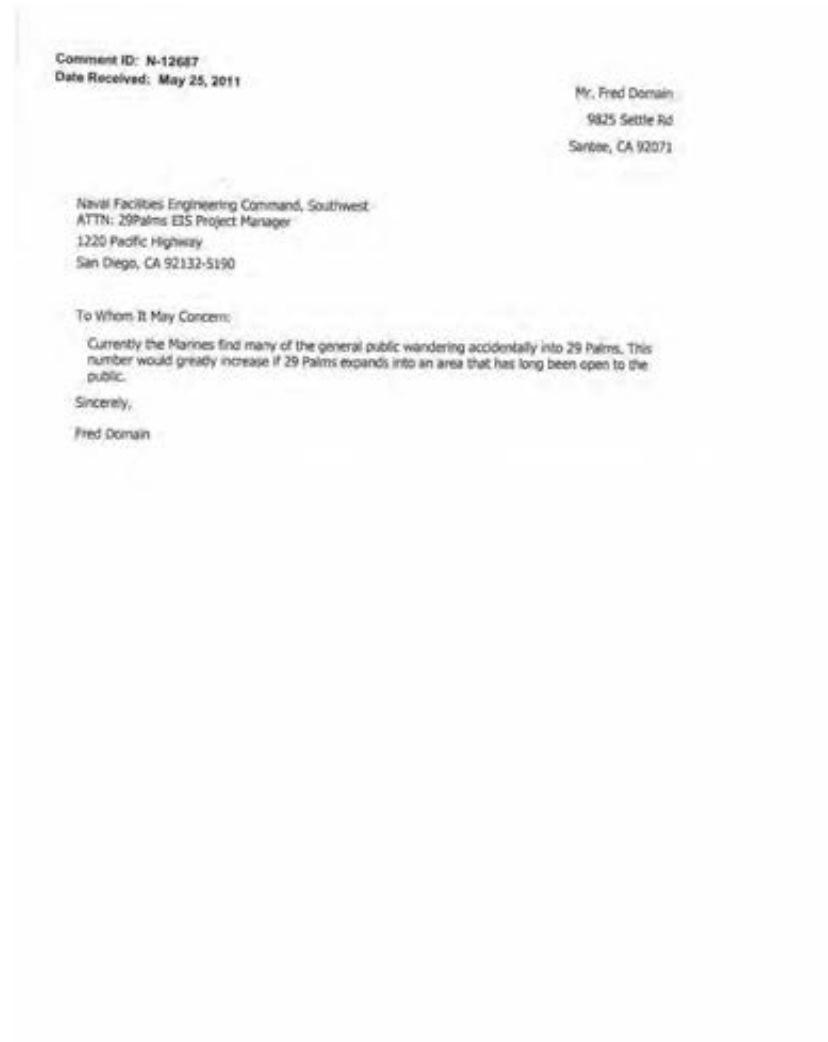 Comment ID: N-12687
Date Received: May 25, 2011
Mr. Fred Domain
9825 Settle Rd
Santee, CA 92071
Naval Facilities Engineering Command, Southwest
ATTN: 29Palms EIS Project Manager
1220 Pacific Highway
San Diego, CA 92132-5190
To Whom It May Concern:
Currently the Marines find many of the general public wandering accidentally into 29 Palms. This
number would greatly increase if 29 Palms expands into an area that has long been open to the
public.
Sincerely,
Fred Domain